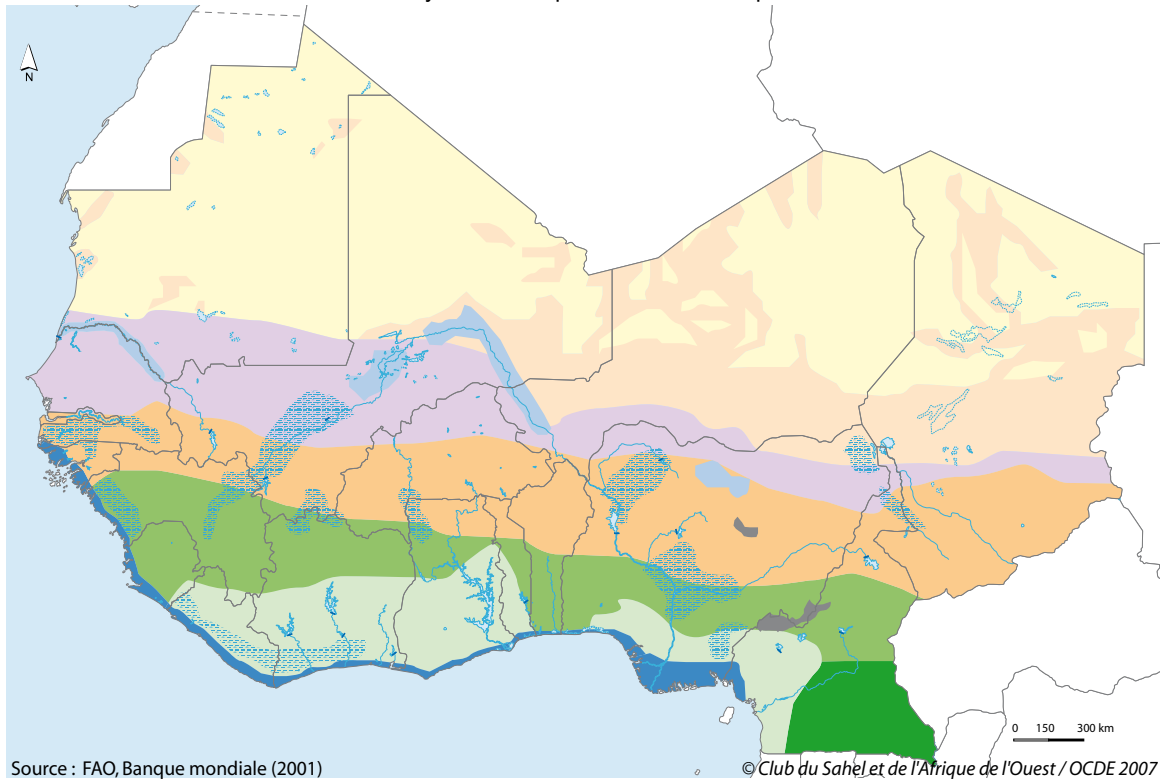 N
0 150 300 km
Source : FAO, Banque mondiale (2001)
© Club du Sahel et de l'Afrique de l'Ouest / OCDE 2007